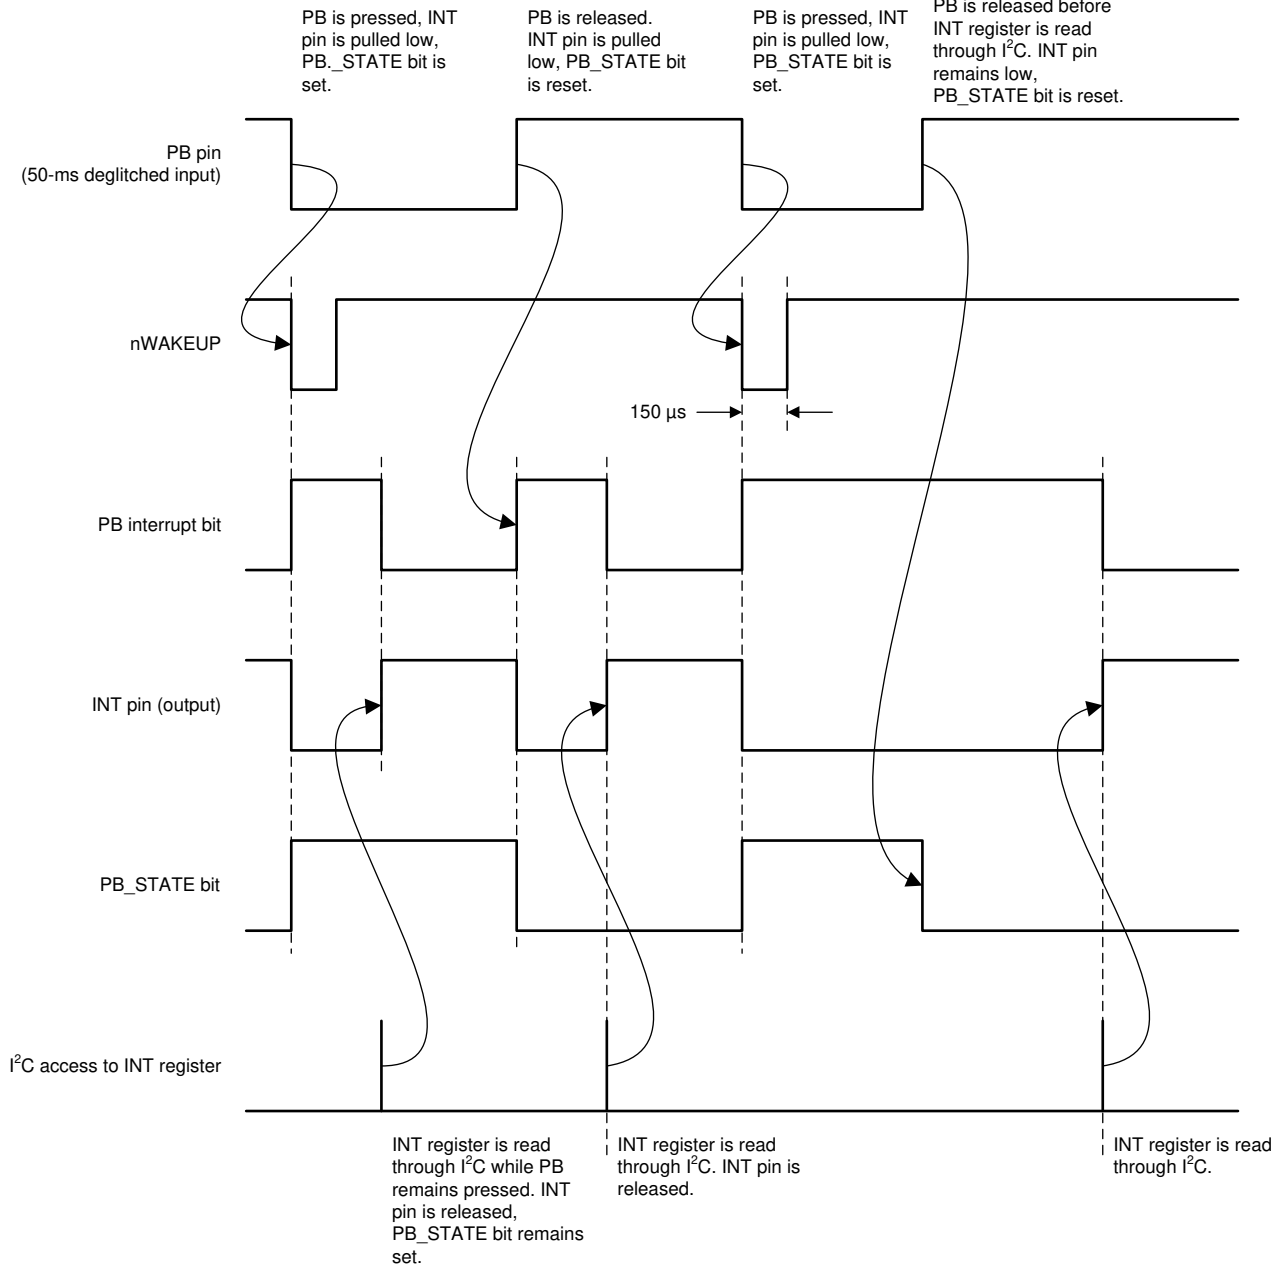 PB is pressed, INT
pin is pulled low,
PB._STATE bit is
set.
PB is released.
INT pin is pulled
low, PB_STATE bit
is reset.
PB is pressed, INT
pin is pulled low,
PB_STATE bit is
set.
PB is released before
INT register is read
through I²C. INT pin
remains low,
PB_STATE bit is reset.
PB pin
(50-ms deglitched input)
nWAKEUP
150 µs
PB interrupt bit
INT pin (output)
PB_STATE bit
I²C access to INT register
INT register is read
through I²C while PB
remains pressed. INT
pin is released,
PB_STATE bit remains
set.
INT register is read
through I²C. INT pin is
released.
INT register is read
through I²C.